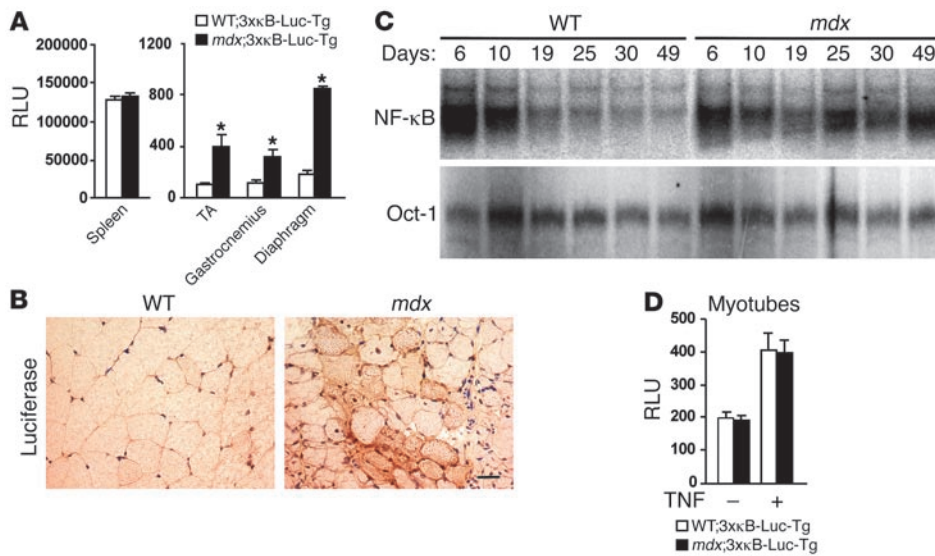 A
WT;3xκB-Luc-Tg
mdx;3xκB-Luc-Tg
RLU
200000
150000
100000
50000
0
Spleen
1200
800
400
0
*
*
*
TA
Gastrocnemius
Diaphragm
B
WT
mdx
Luciferase
C
WT
mdx
Days: 6 10 19 25 30 49 6 10 19 25 30 49
NF-κB
Oct-1
D
Myotubes
RLU
500
400
300
200
100
0
TNF – +
WT;3xκB-Luc-Tg
mdx;3xκB-Luc-Tg